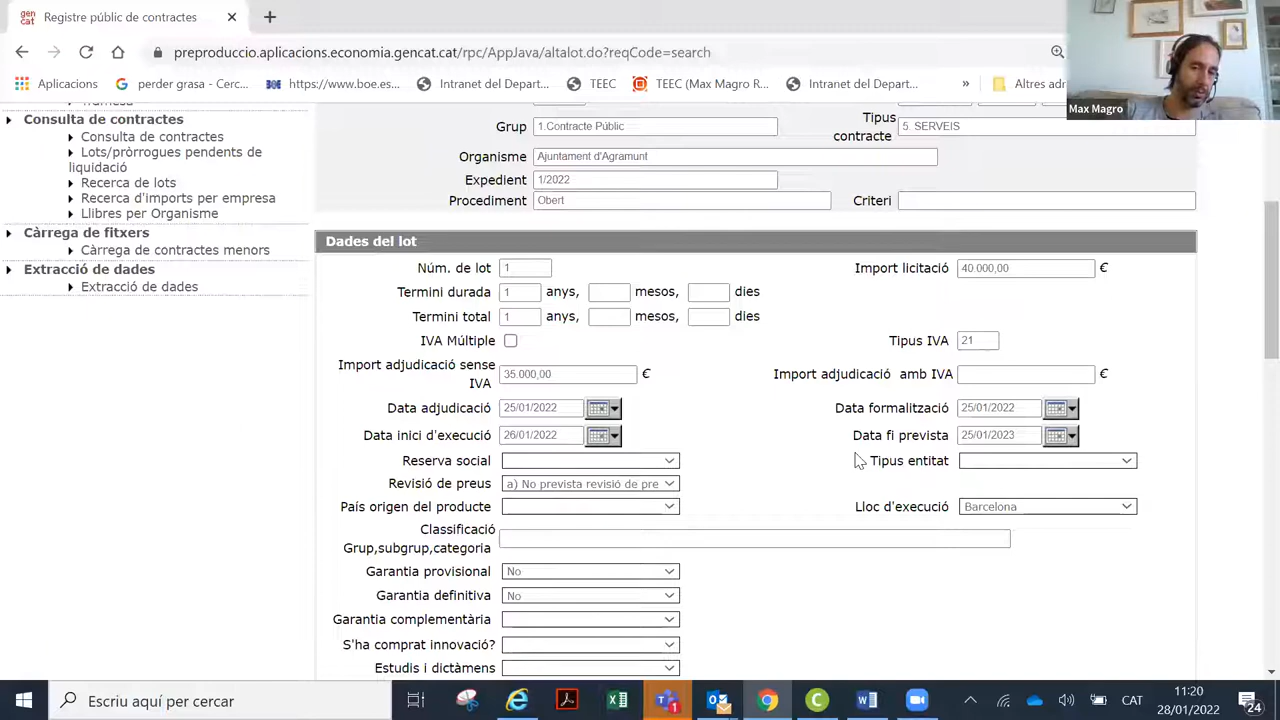 gen cat
Registre públic de contractes
preproduccio.aplicacions.economia.gencat.cat/rpc/AppJava/altalot.do?reqCode=search
Aplicacions
perder grasa - Cerc...
https://www.boe.es...
Intranet del Depart...
TEEC
TEEC (Max Magro R...
Intranet del Depart...
»
Altres adr
Max Magro
Consulta de contractes
Consulta de contractes
Lots/pròrrogues pendents de
liquidació
Recerca de lots
Recerca d'imports per empresa
Llibres per Organisme
Càrrega de fitxers
Càrrega de contractes menors
Extracció de dades
Extracció de dades
Grup 1.Contracte Públic
Tipus contracte 5. SERVEIS
Organisme Ajuntament d'Agramunt
Expedient 1/2022
Procediment Obert Criteri
Dades del lot
Núm. de lot 1 Import licitació 40.000,00 €
Termini durada 1 anys, mesos, dies
Termini total 1 anys, mesos, dies
IVA Múltiple Tipus IVA 21
Import adjudicació sense
IVA 35.000,00 € Import adjudicació amb IVA €
Data adjudicació 25/01/2022 Data formalització 25/01/2022
Data inici d'execució 26/01/2022 Data fi prevista 25/01/2023
Reserva social Tipus entitat
Revisió de preus a) No prevista revisió de pre
País origen del producte Lloc d'execució Barcelona
Classificació
Grup,subgrup,categoria
Garantia provisional No
Garantia definitiva No
Garantia complementària
S'ha comprat innovació?
Estudis i dictàmens
Escriu aquí per cercar
CAT
11:20
28/01/2022
24